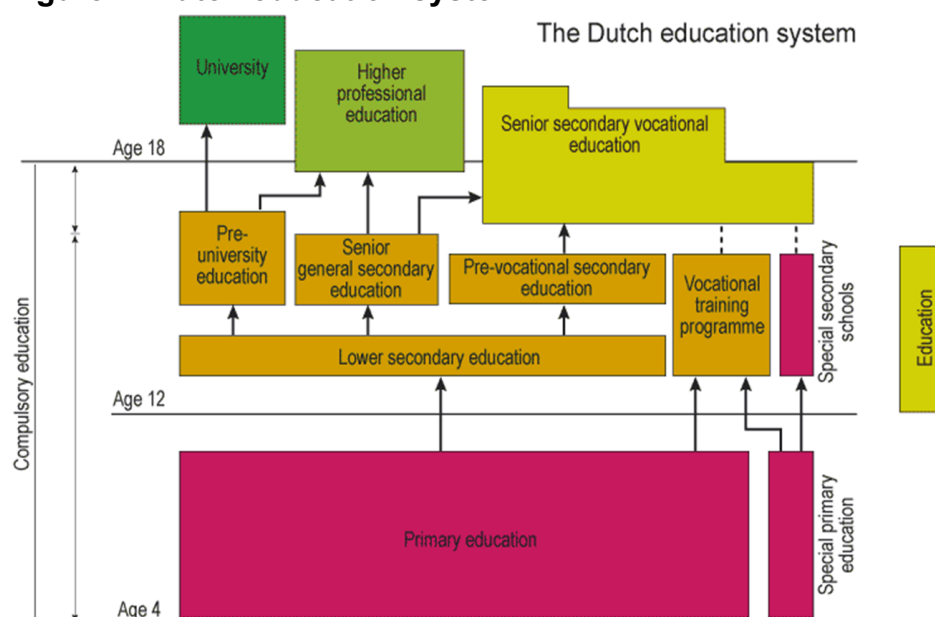 The Dutch education system
University
Higher
professional
education
Senior secondary vocational
education
Age 18
Pre-
university
education
Senior
general secondary
education
Pre-vocational secondary
education
Vocational
training
programme
Special secondary
schools
Lower secondary education
Education
Compulsory education
Age 12
Primary education
Special primary
education
Age 4